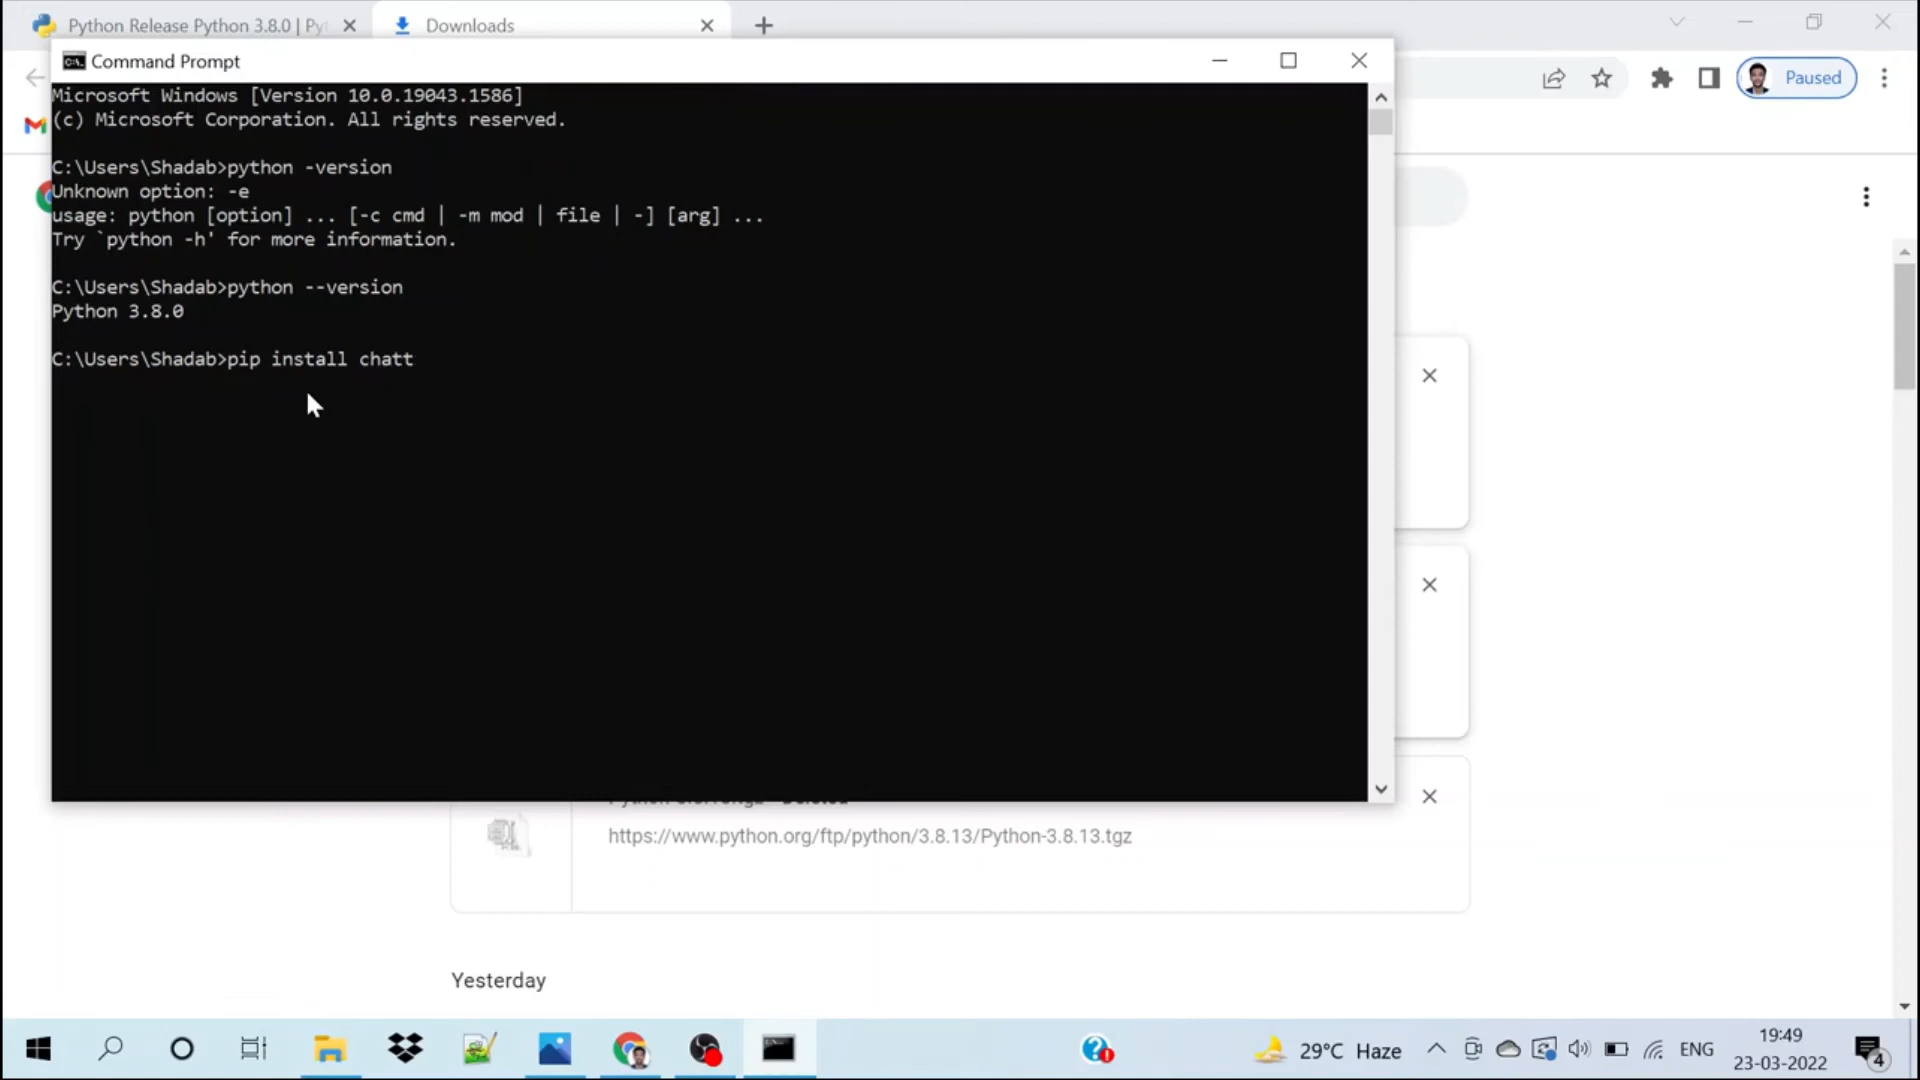 Python Release Python 3.8.0 | Pyt
Downloads
Command Prompt
Paused
Microsoft Windows [Version 10.0.19043.1586]
(c) Microsoft Corporation. All rights reserved.
C:\Users\Shadab>python -version
Unknown option: -e
usage: python [option] ... [-c cmd | -m mod | file | -] [arg] ...
Try `python -h' for more information.
C:\Users\Shadab>python --version
Python 3.8.0
C:\Users\Shadab>pip install chatt
https://www.python.org/ftp/python/3.8.13/Python-3.8.13.tgz
Yesterday
29°C Haze
ENG
19:49
23-03-2022
4